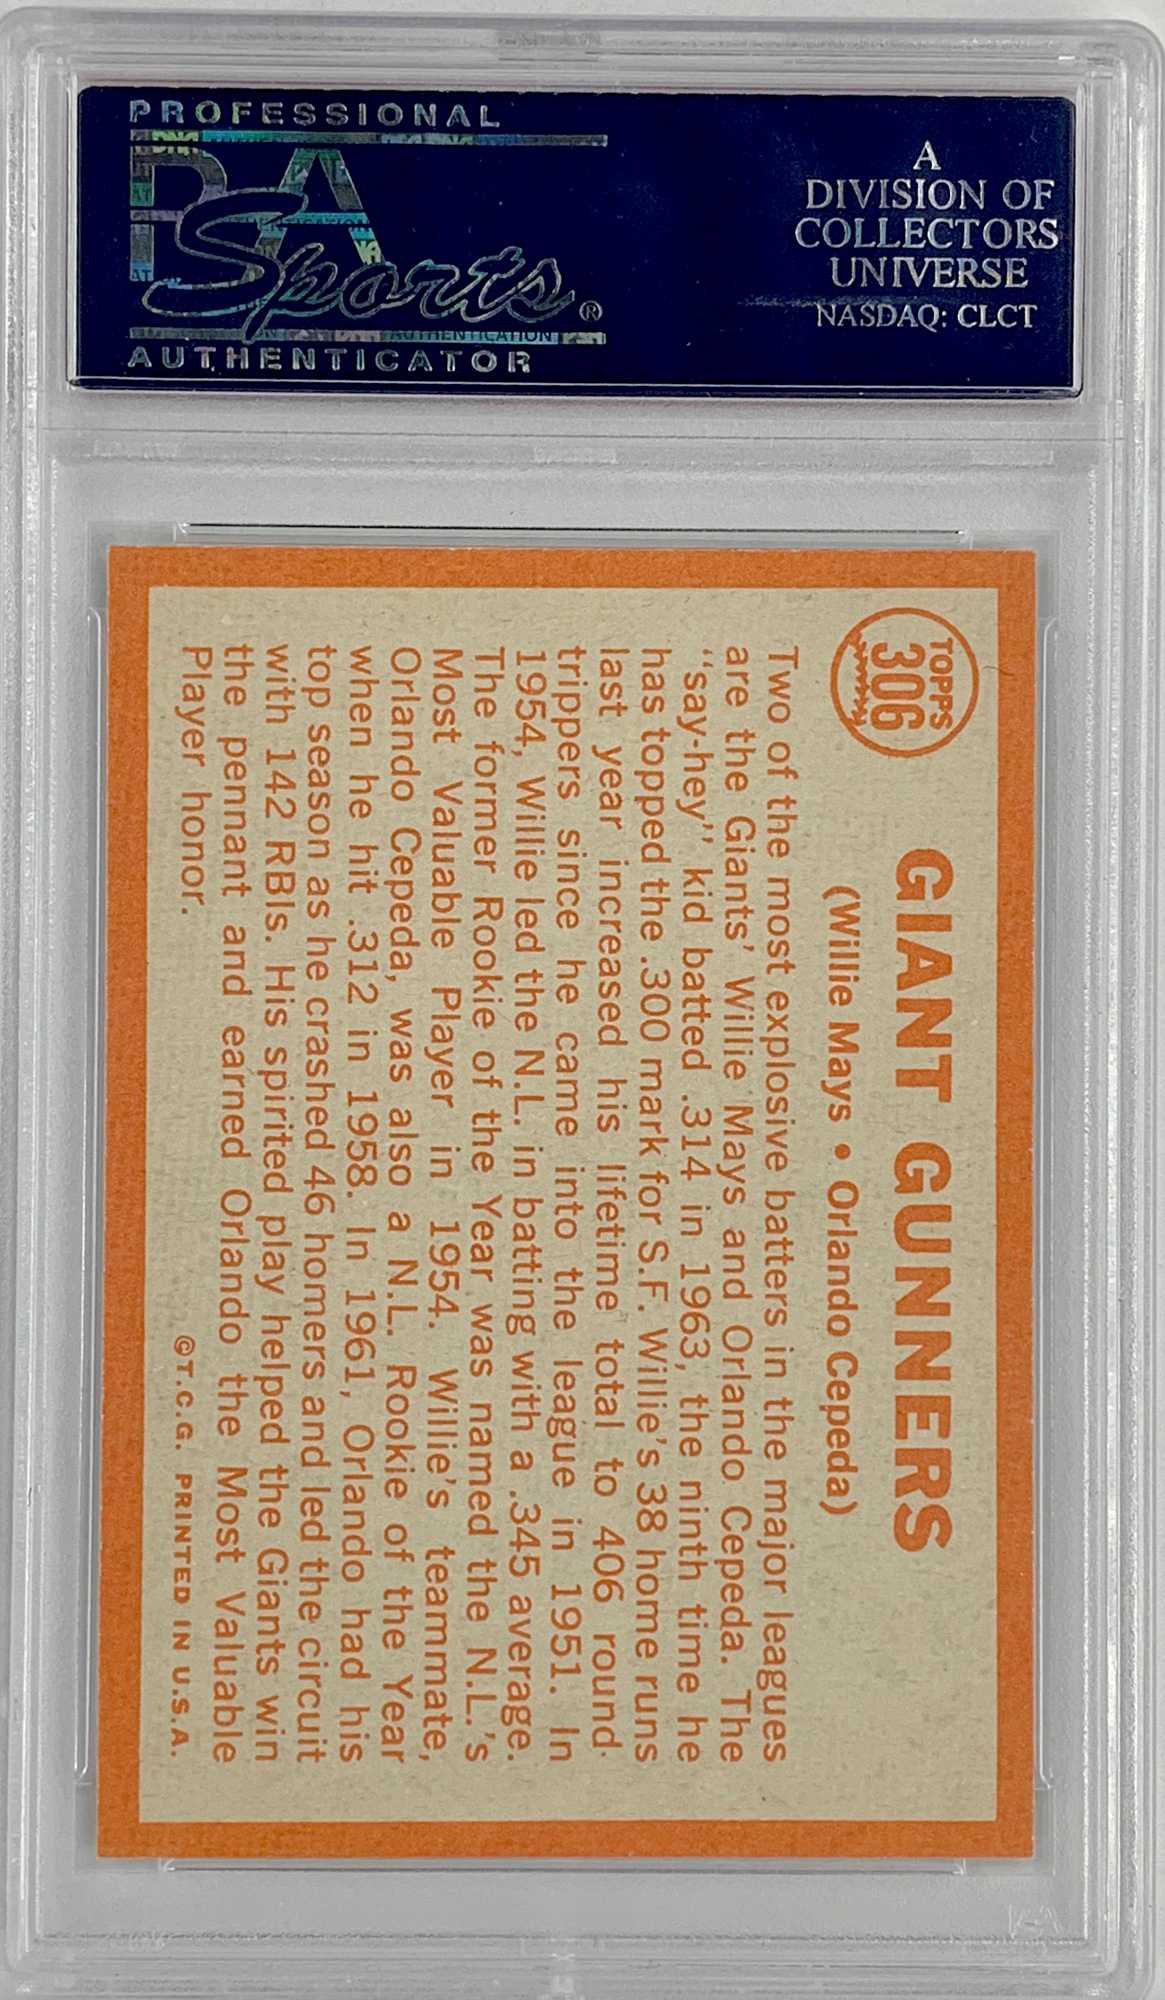 PROFESSIONAL
PSA
Sports®
AUTHENTICATION
AUTHENTICATOR
A
DIVISION OF
COLLECTORS
UNIVERSE
NASDAQ: CLCT
TOPPS
306
GIANT GUNNERS
(Willie Mays • Orlando Cepeda)
Two of the most explosive batters in the major leagues
are the Giants' Willie Mays and Orlando Cepeda. The
"say-hey" kid batted .314 in 1963, the ninth time he
has topped the .300 mark for S.F. Willie's 38 home runs
last year increased his lifetime total to 406 round-
trippers since he came into the league in 1951. In
1954, Willie led the N.L. in batting with a .345 average.
The former Rookie of the Year was named the N.L.'s
Most Valuable Player in 1954. Willie's teammate,
Orlando Cepeda, was also a N.L. Rookie of the Year
when he hit .312 in 1958. In 1961, Orlando had his
top season as he crashed 46 homers and led the circuit
with 142 RBIs. His spirited play helped the Giants win
the pennant and earned Orlando the Most Valuable
Player honor.
©T.C.G. PRINTED IN U.S.A.